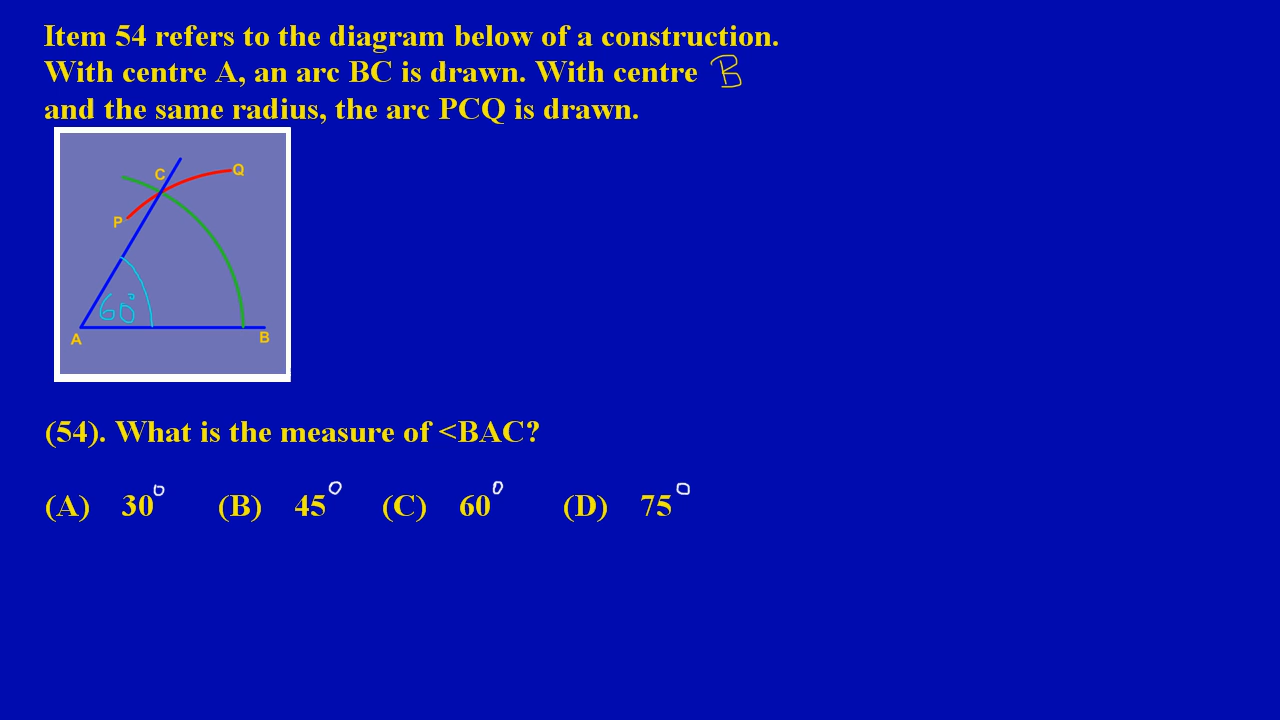 Item 54 refers to the diagram below of a construction.
With centre A, an arc BC is drawn. With centre B
and the same radius, the arc PCQ is drawn.
C
Q
P
60°
A
B
(54). What is the measure of <BAC?
(A) 30° (B) 45° (C) 60° (D) 75°